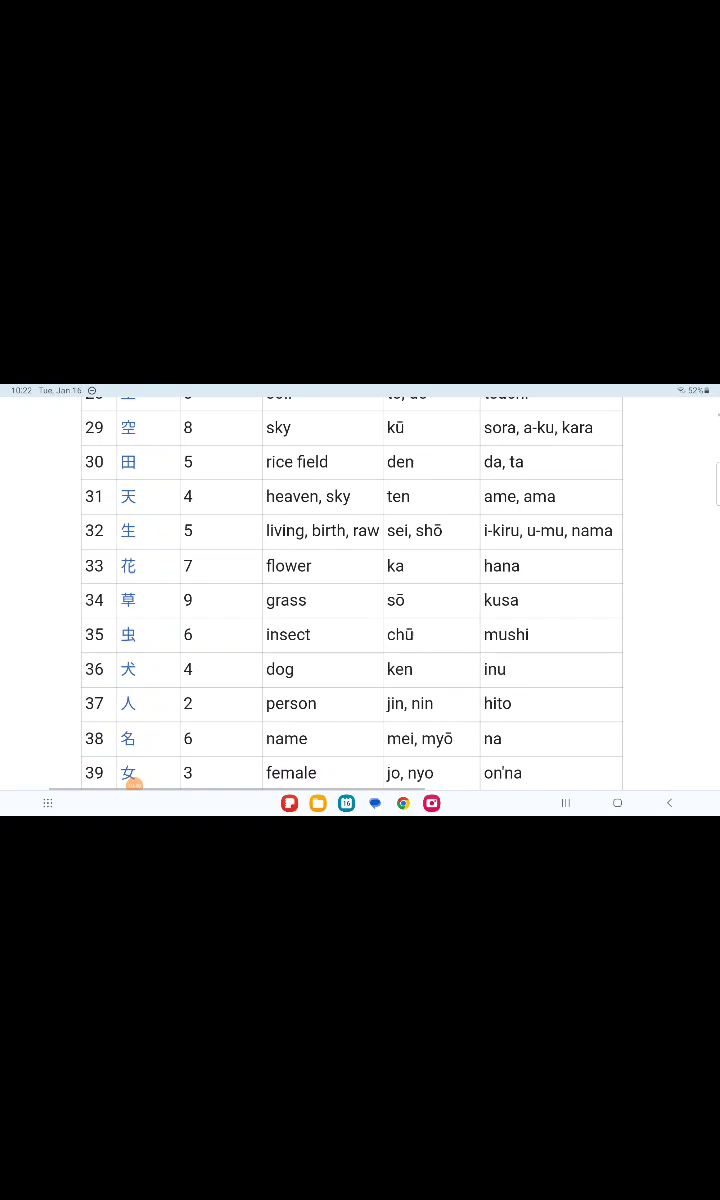 10:22 Tue, Jan 16 52%
29 空 8 sky kū sora, a-ku, kara
30 田 5 rice field den da, ta
31 天 4 heaven, sky ten ame, ama
32 生 5 living, birth, raw sei, shō i-kiru, u-mu, nama
33 花 7 flower ka hana
34 草 9 grass sō kusa
35 虫 6 insect chū mushi
36 犬 4 dog ken inu
37 人 2 person jin, nin hito
38 名 6 name mei, myō na
39 女 3 female jo, nyo on'na
16